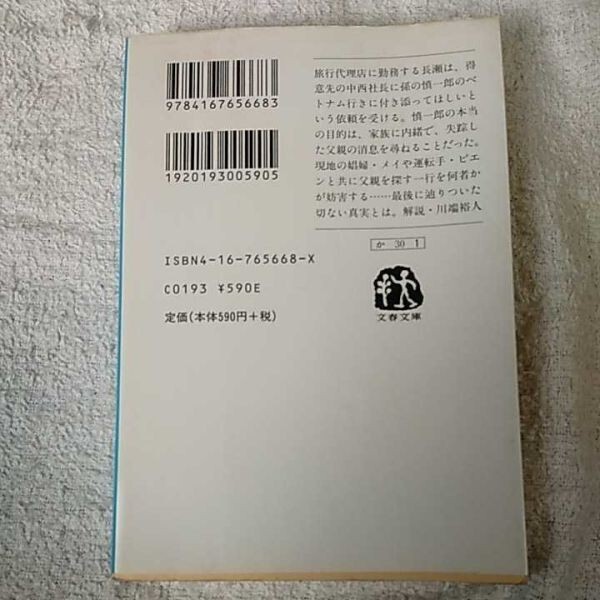 9784167656683
1920193005905
ISBN4-16-765668-X
C0193 ¥590E
定価(本体590円+税)
旅行代理店に勤務する長瀬は、得
意先の中西社長に孫の慎一郎のベ
トナム行きに付き添ってほしいと
いう依頼を受ける。慎一郎の本当
の目的は、家族に内緒で、失踪し
た父親の消息を尋ねることだった。
現地の娼婦・メイや運転手・ビエ
ンと共に父親を探す一行を何者か
が妨害する……最後に辿りついた
切ない真実とは。解説・川端裕人
か 30 1
文春文庫